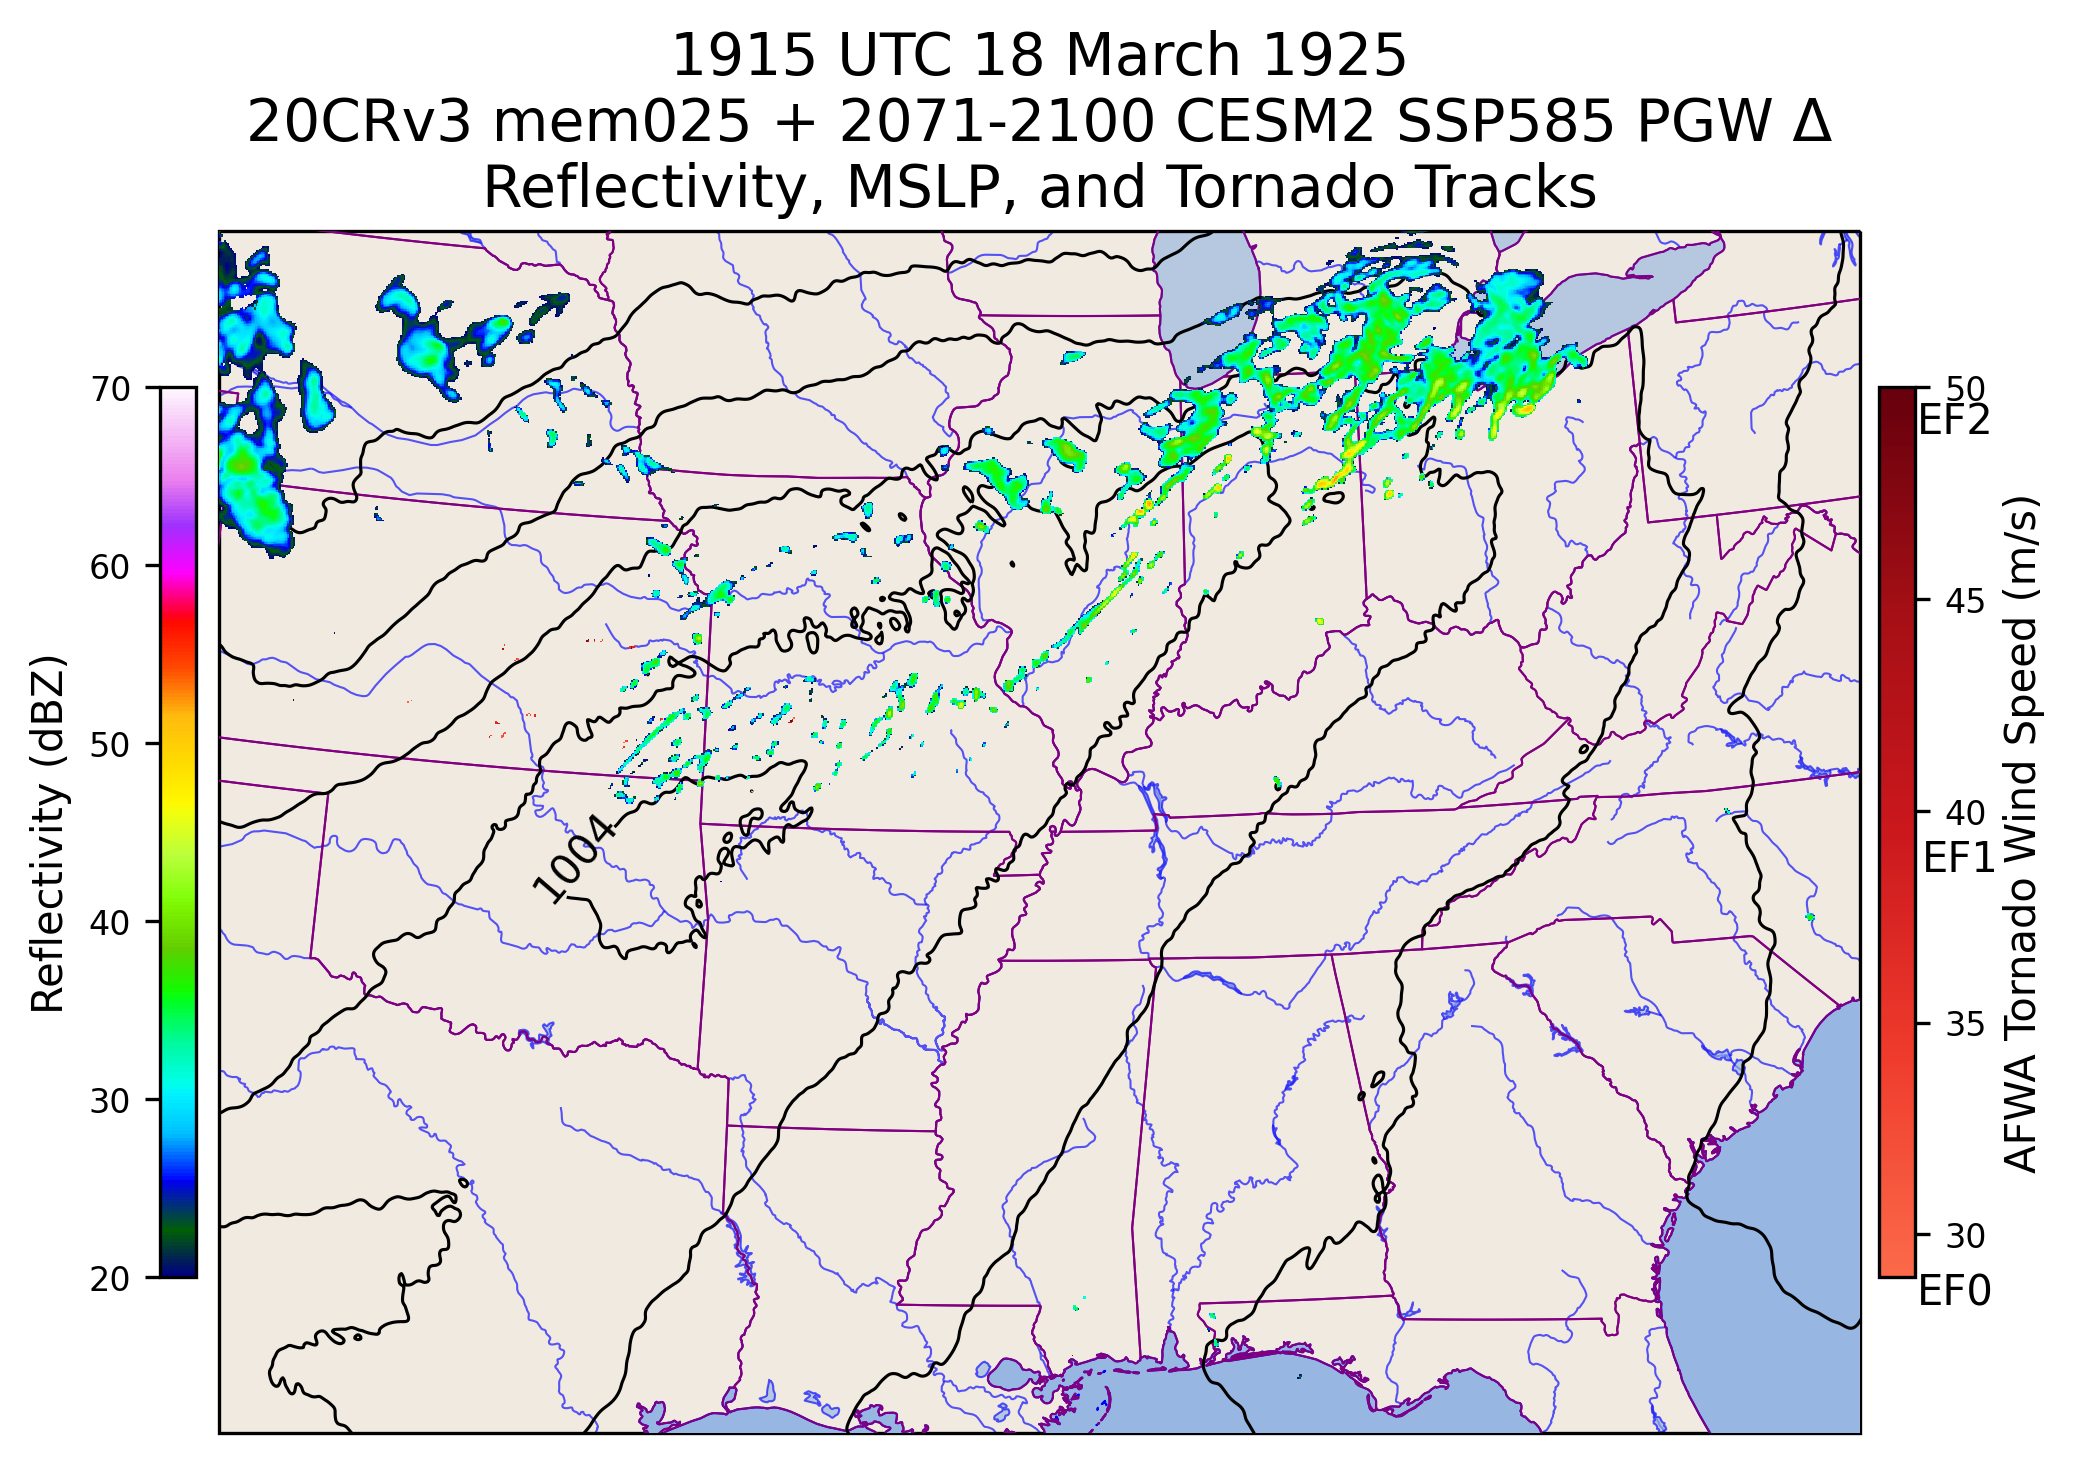 1915 UTC 18 March 1925
20CRv3 mem025 + 2071-2100 CESM2 SSP585 PGW Δ
Reflectivity, MSLP, and Tornado Tracks
70
60
50
40
30
20
Reflectivity (dBZ)
1004
50
EF2
45
40
EF1
35
30
EF0
AFWA Tornado Wind Speed (m/s)